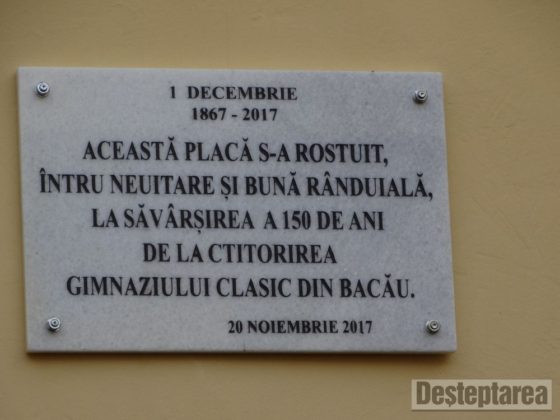 1 DECEMBRIE
1867 - 2017
ACEASTĂ PLACĂ S-A ROSTUIT,
ÎNTRU NEUITARE ȘI BUNĂ RÂNDUIALĂ,
LA SĂVÂRȘIREA A 150 DE ANI
DE LA CTITORIREA
GIMNAZIULUI CLASIC DIN BACĂU.
20 NOIEMBRIE 2017
Deșteptarea